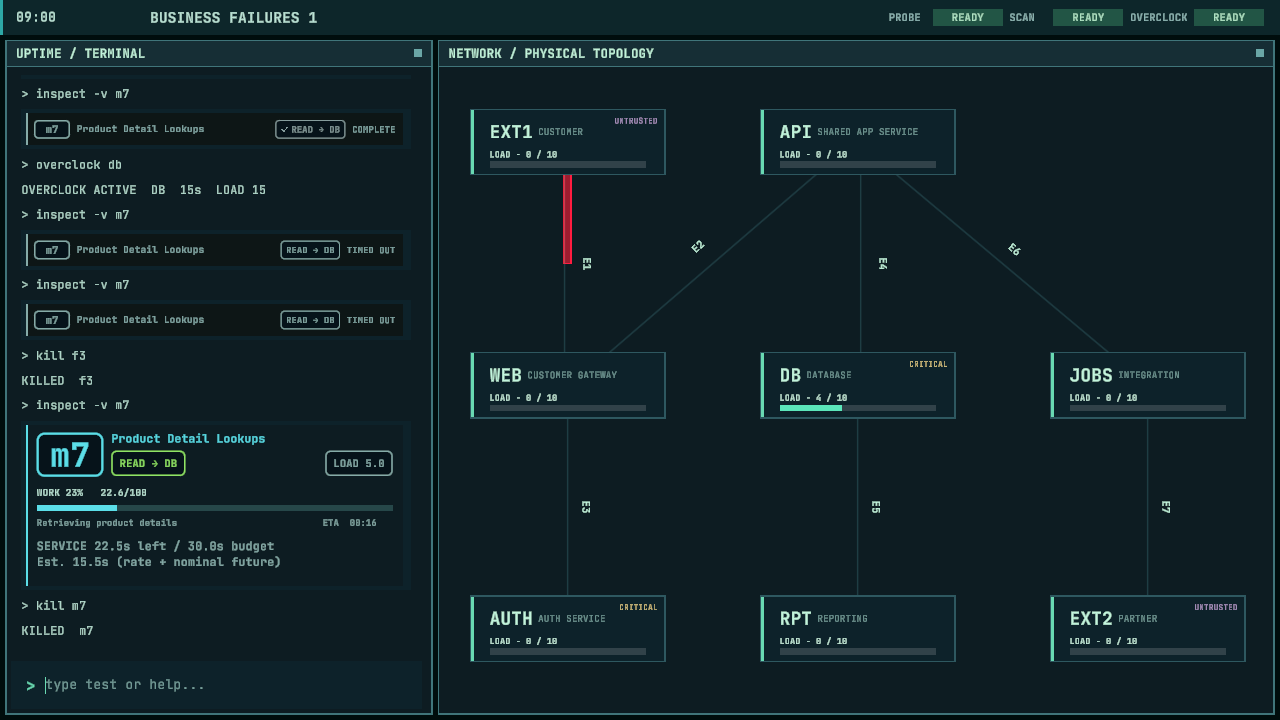 09:00 BUSINESS FAILURES 1 PROBE READY SCAN READY OVERCLOCK READY
UPTIME / TERMINAL
> inspect -v m7
m7 Product Detail Lookups ✓ READ → DB COMPLETE
> overclock db
OVERCLOCK ACTIVE DB 15s LOAD 15
> inspect -v m7
m7 Product Detail Lookups READ → DB TIMED OUT
> inspect -v m7
m7 Product Detail Lookups READ → DB TIMED OUT
> kill f3
KILLED f3
> inspect -v m7
m7 Product Detail Lookups
READ → DB LOAD 5.0
WORK 23% 22.6/100
Retrieving product details ETA 00:16
SERVICE 22.5s left / 30.0s budget
Est. 15.5s (rate + nominal future)
> kill m7
KILLED m7
> type test or help...
NETWORK / PHYSICAL TOPOLOGY
UNTRUSTED
EXT1 CUSTOMER
LOAD - 0 / 10
API SHARED APP SERVICE
LOAD - 0 / 10
E1
E2
E4
E6
WEB CUSTOMER GATEWAY
LOAD - 0 / 10
CRITICAL
DB DATABASE
LOAD - 4 / 10
JOBS INTEGRATION
LOAD - 0 / 10
E3
E5
E7
CRITICAL
AUTH AUTH SERVICE
LOAD - 0 / 10
RPT REPORTING
LOAD - 0 / 10
UNTRUSTED
EXT2 PARTNER
LOAD - 0 / 10